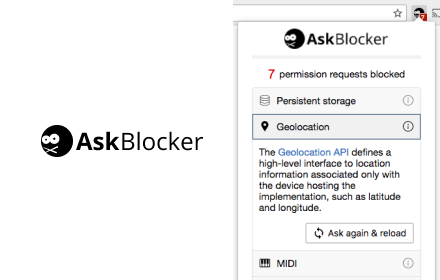 AskBlocker
7
AskBlocker
7 permission requests blocked
Persistent storage
Geolocation
The Geolocation API defines a
high-level interface to location
information associated only with
the device hosting the
implementation, such as latitude
and longitude.
Ask again & reload
MIDI